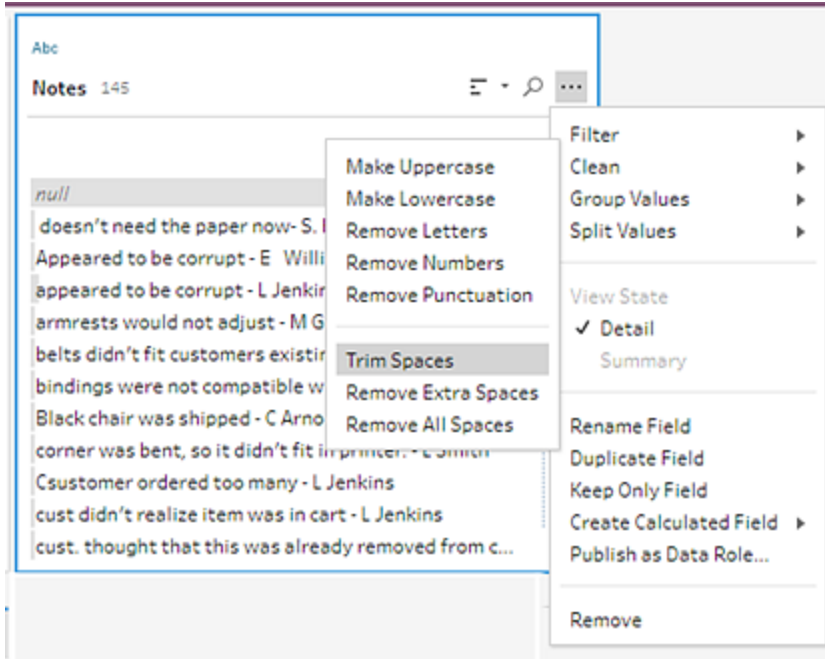 Abc
Notes 145
null
doesn't need the paper now- S.
Appeared to be corrupt - E Willi
appeared to be corrupt - L Jenkin
armrests would not adjust - M G
belts didn't fit customers existin
bindings were not compatible w
Black chair was shipped - C Arno
corner was bent, so it didn't fit in printer. - L Smith
Csustomer ordered too many - L Jenkins
cust didn't realize item was in cart - L Jenkins
cust. thought that this was already removed from c...
Make Uppercase
Make Lowercase
Remove Letters
Remove Numbers
Remove Punctuation
Trim Spaces
Remove Extra Spaces
Remove All Spaces
Filter
Clean
Group Values
Split Values
View State
✓ Detail
Summary
Rename Field
Duplicate Field
Keep Only Field
Create Calculated Field
Publish as Data Role...
Remove